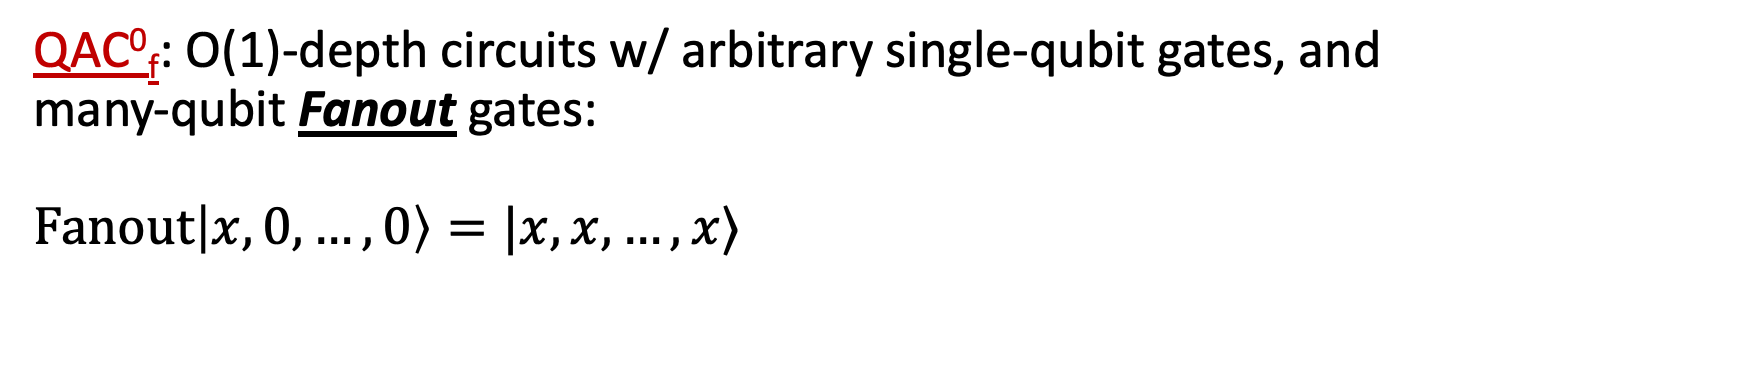 QAC⁰f: O(1)-depth circuits w/ arbitrary single-qubit gates, and
many-qubit Fanout gates:
Fanout|x, 0, … , 0⟩ = |x, x, … , x⟩